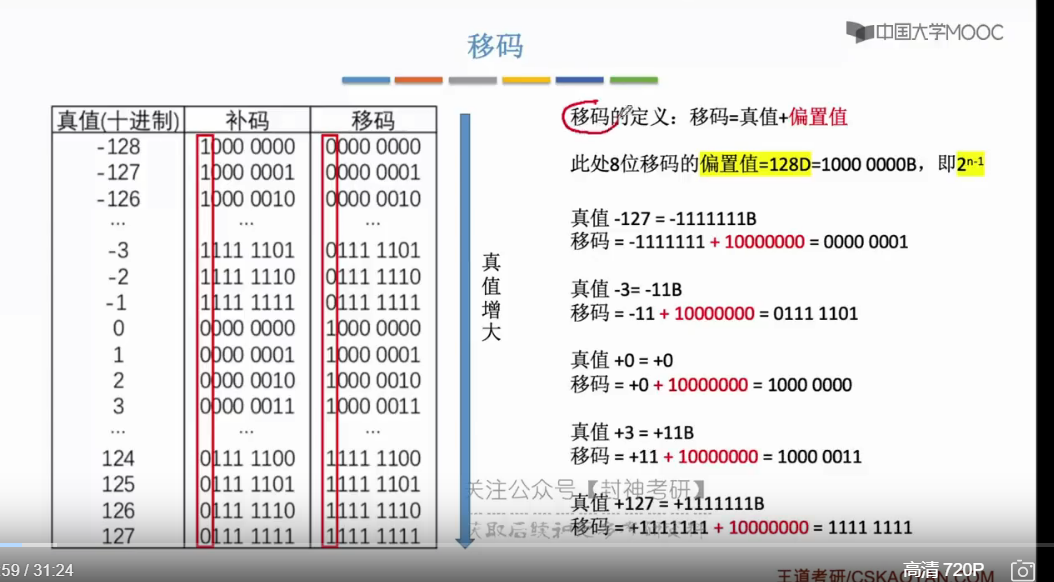 中国大学MOOC
移码
真值(十进制) 补码 移码
-128 1000 0000 0000 0000
-127 1000 0001 0000 0001
-126 1000 0010 0000 0010
... ... ...
-3 1111 1101 0111 1101
-2 1111 1110 0111 1110
-1 1111 1111 0111 1111
0 0000 0000 1000 0000
1 0000 0001 1000 0001
2 0000 0010 1000 0010
3 0000 0011 1000 0011
... ... ...
124 0111 1100 1111 1100
125 0111 1101 1111 1101
126 0111 1110 1111 1110
127 0111 1111 1111 1111
真
值
增
大
移码的定义：移码=真值+偏置值
此处8位移码的偏置值=128D=1000 0000B，即2ⁿ⁻¹
真值 -127 = -1111111B
移码 = -1111111 + 10000000 = 0000 0001
真值 -3= -11B
移码 = -11 + 10000000 = 0111 1101
真值 +0 = +0
移码 = +0 + 10000000 = 1000 0000
真值 +3 = +11B
移码 = +11 + 10000000 = 1000 0011
关注公众号【封神考研】
真值 +127 = +1111111B
移码 = +1111111 + 10000000 = 1111 1111
59 / 31:24
高清 720P
王道考研/CSKAOYAN.COM